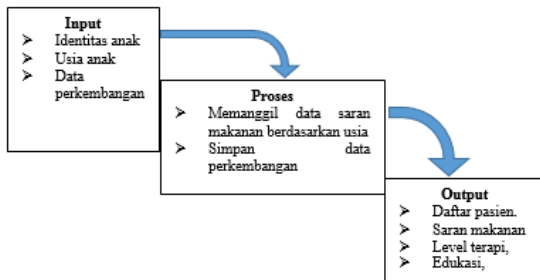 Input
➢ Identitas anak
➢ Usia anak
➢ Data
perkembangan
Proses
➢ Memanggil data saran
makanan berdasarkan usia
➢ Simpan data
perkembangan
Output
➢ Daftar pasien.
➢ Saran makanan
➢ Level terapi,
➢ Edukasi,